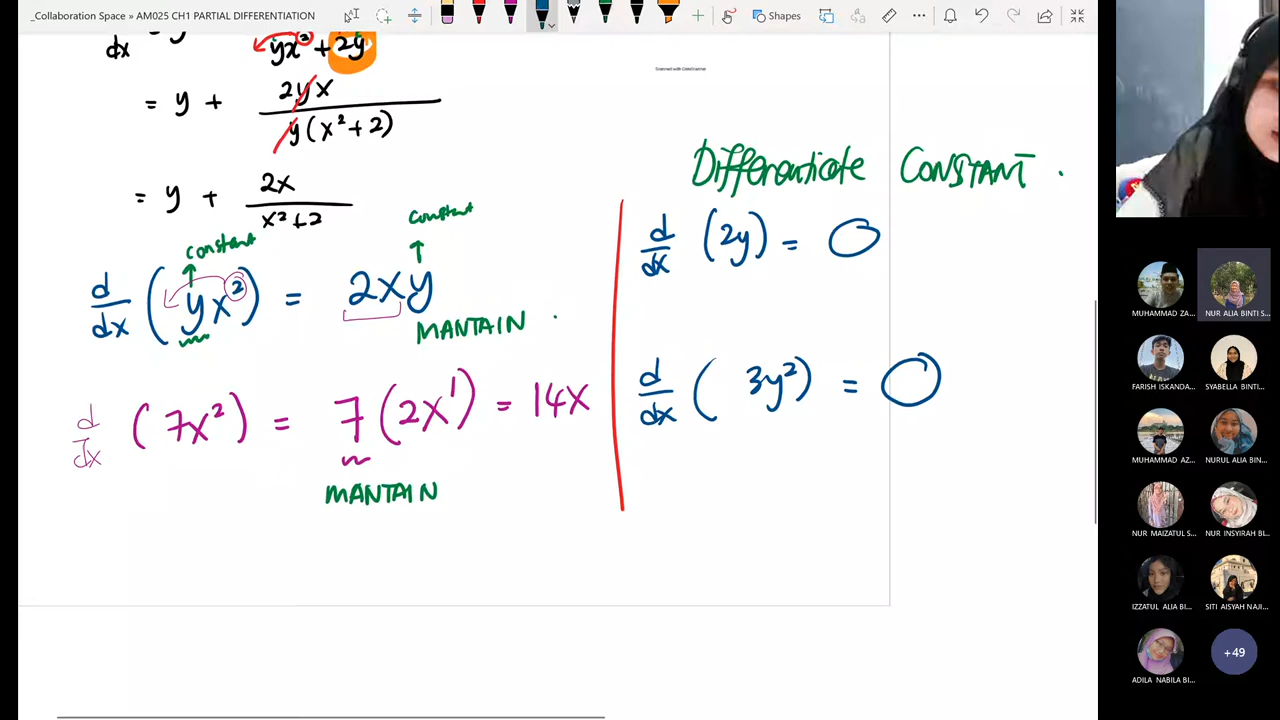 _Collaboration Space » AM025 CH1 PARTIAL DIFFERENTIATION
Shapes
dx = y
yx² + 2y
= y + 2yx
y(x² + 2)
= y + 2x
x² + 2
constant
constant
d/dx (yx²) = 2xy
MANTAIN .
d/dx (7x²) = 7(2x¹) = 14x
MANTAIN
Scanned with CamScanner
Differentiate CONSTANT .
d/dx (2y) = 0
d/dx (3y²) = 0
MUHAMMAD ZA...
NUR ALIA BINTI S...
FARISH ISKANDA...
SYABELLA BINTI...
MUHAMMAD AZ...
NURUL ALIA BIN...
NUR MAIZATUL S...
NUR INSYIRAH BI...
IZZATUL ALIA BI...
SITI AISYAH NAJI...
ADILA NABILA BI...
+49